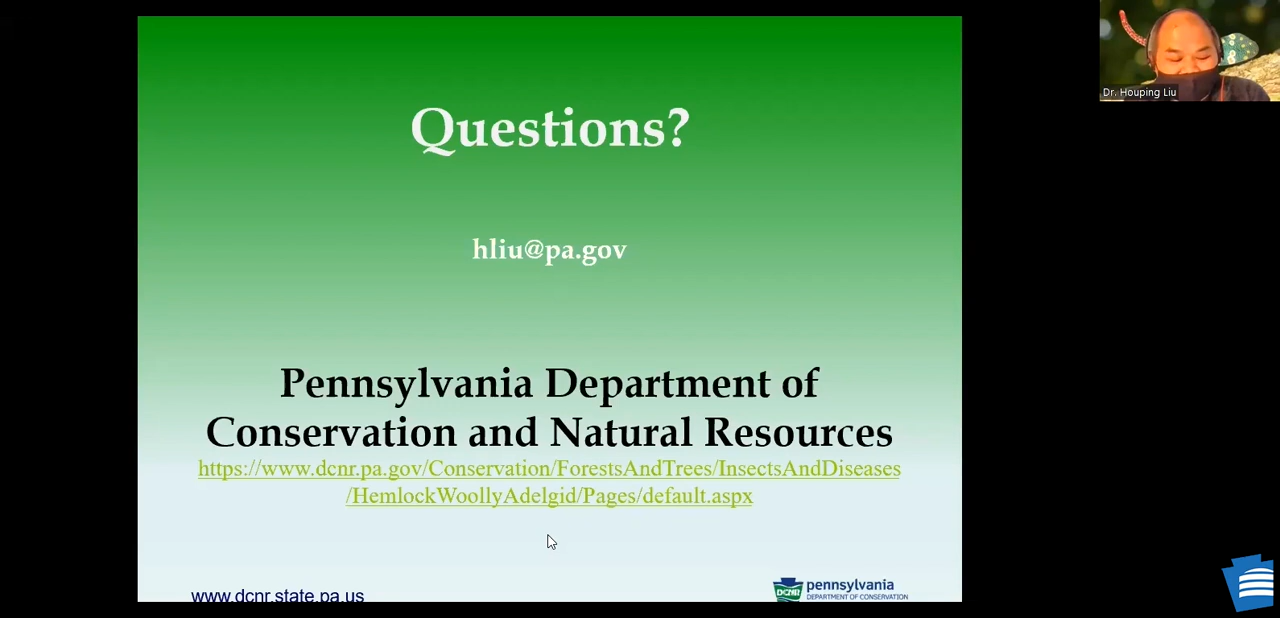 Questions?
hliu@pa.gov
Pennsylvania Department of
Conservation and Natural Resources
https://www.dcnr.pa.gov/Conservation/ForestsAndTrees/InsectsAndDiseases
/HemlockWoollyAdelgid/Pages/default.aspx
www.dcnr.state.pa.us
DCNR
pennsylvania
DEPARTMENT OF CONSERVATION
Dr. Houping Liu